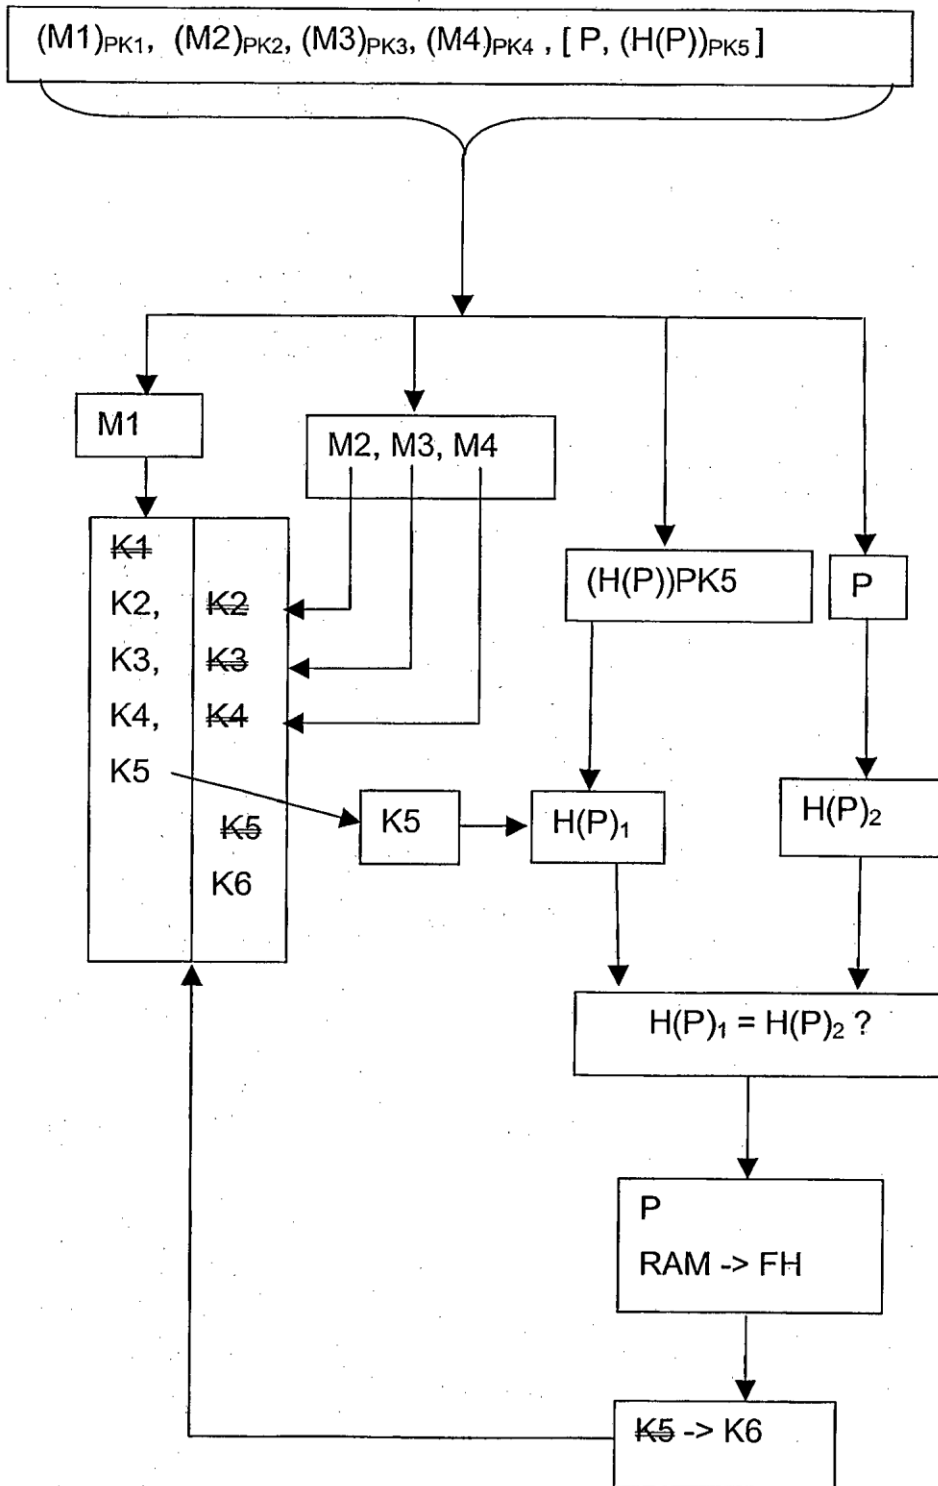 (M1)PK1, (M2)PK2, (M3)PK3, (M4)PK4 , [ P, (H(P))PK5 ]
M1
M2, M3, M4
K1
K2, K2
K3, K3
K4, K4
K5
K5
K6
(H(P))PK5
P
K5
H(P)1
H(P)2
H(P)1 = H(P)2 ?
P
RAM -> FH
K5 -> K6